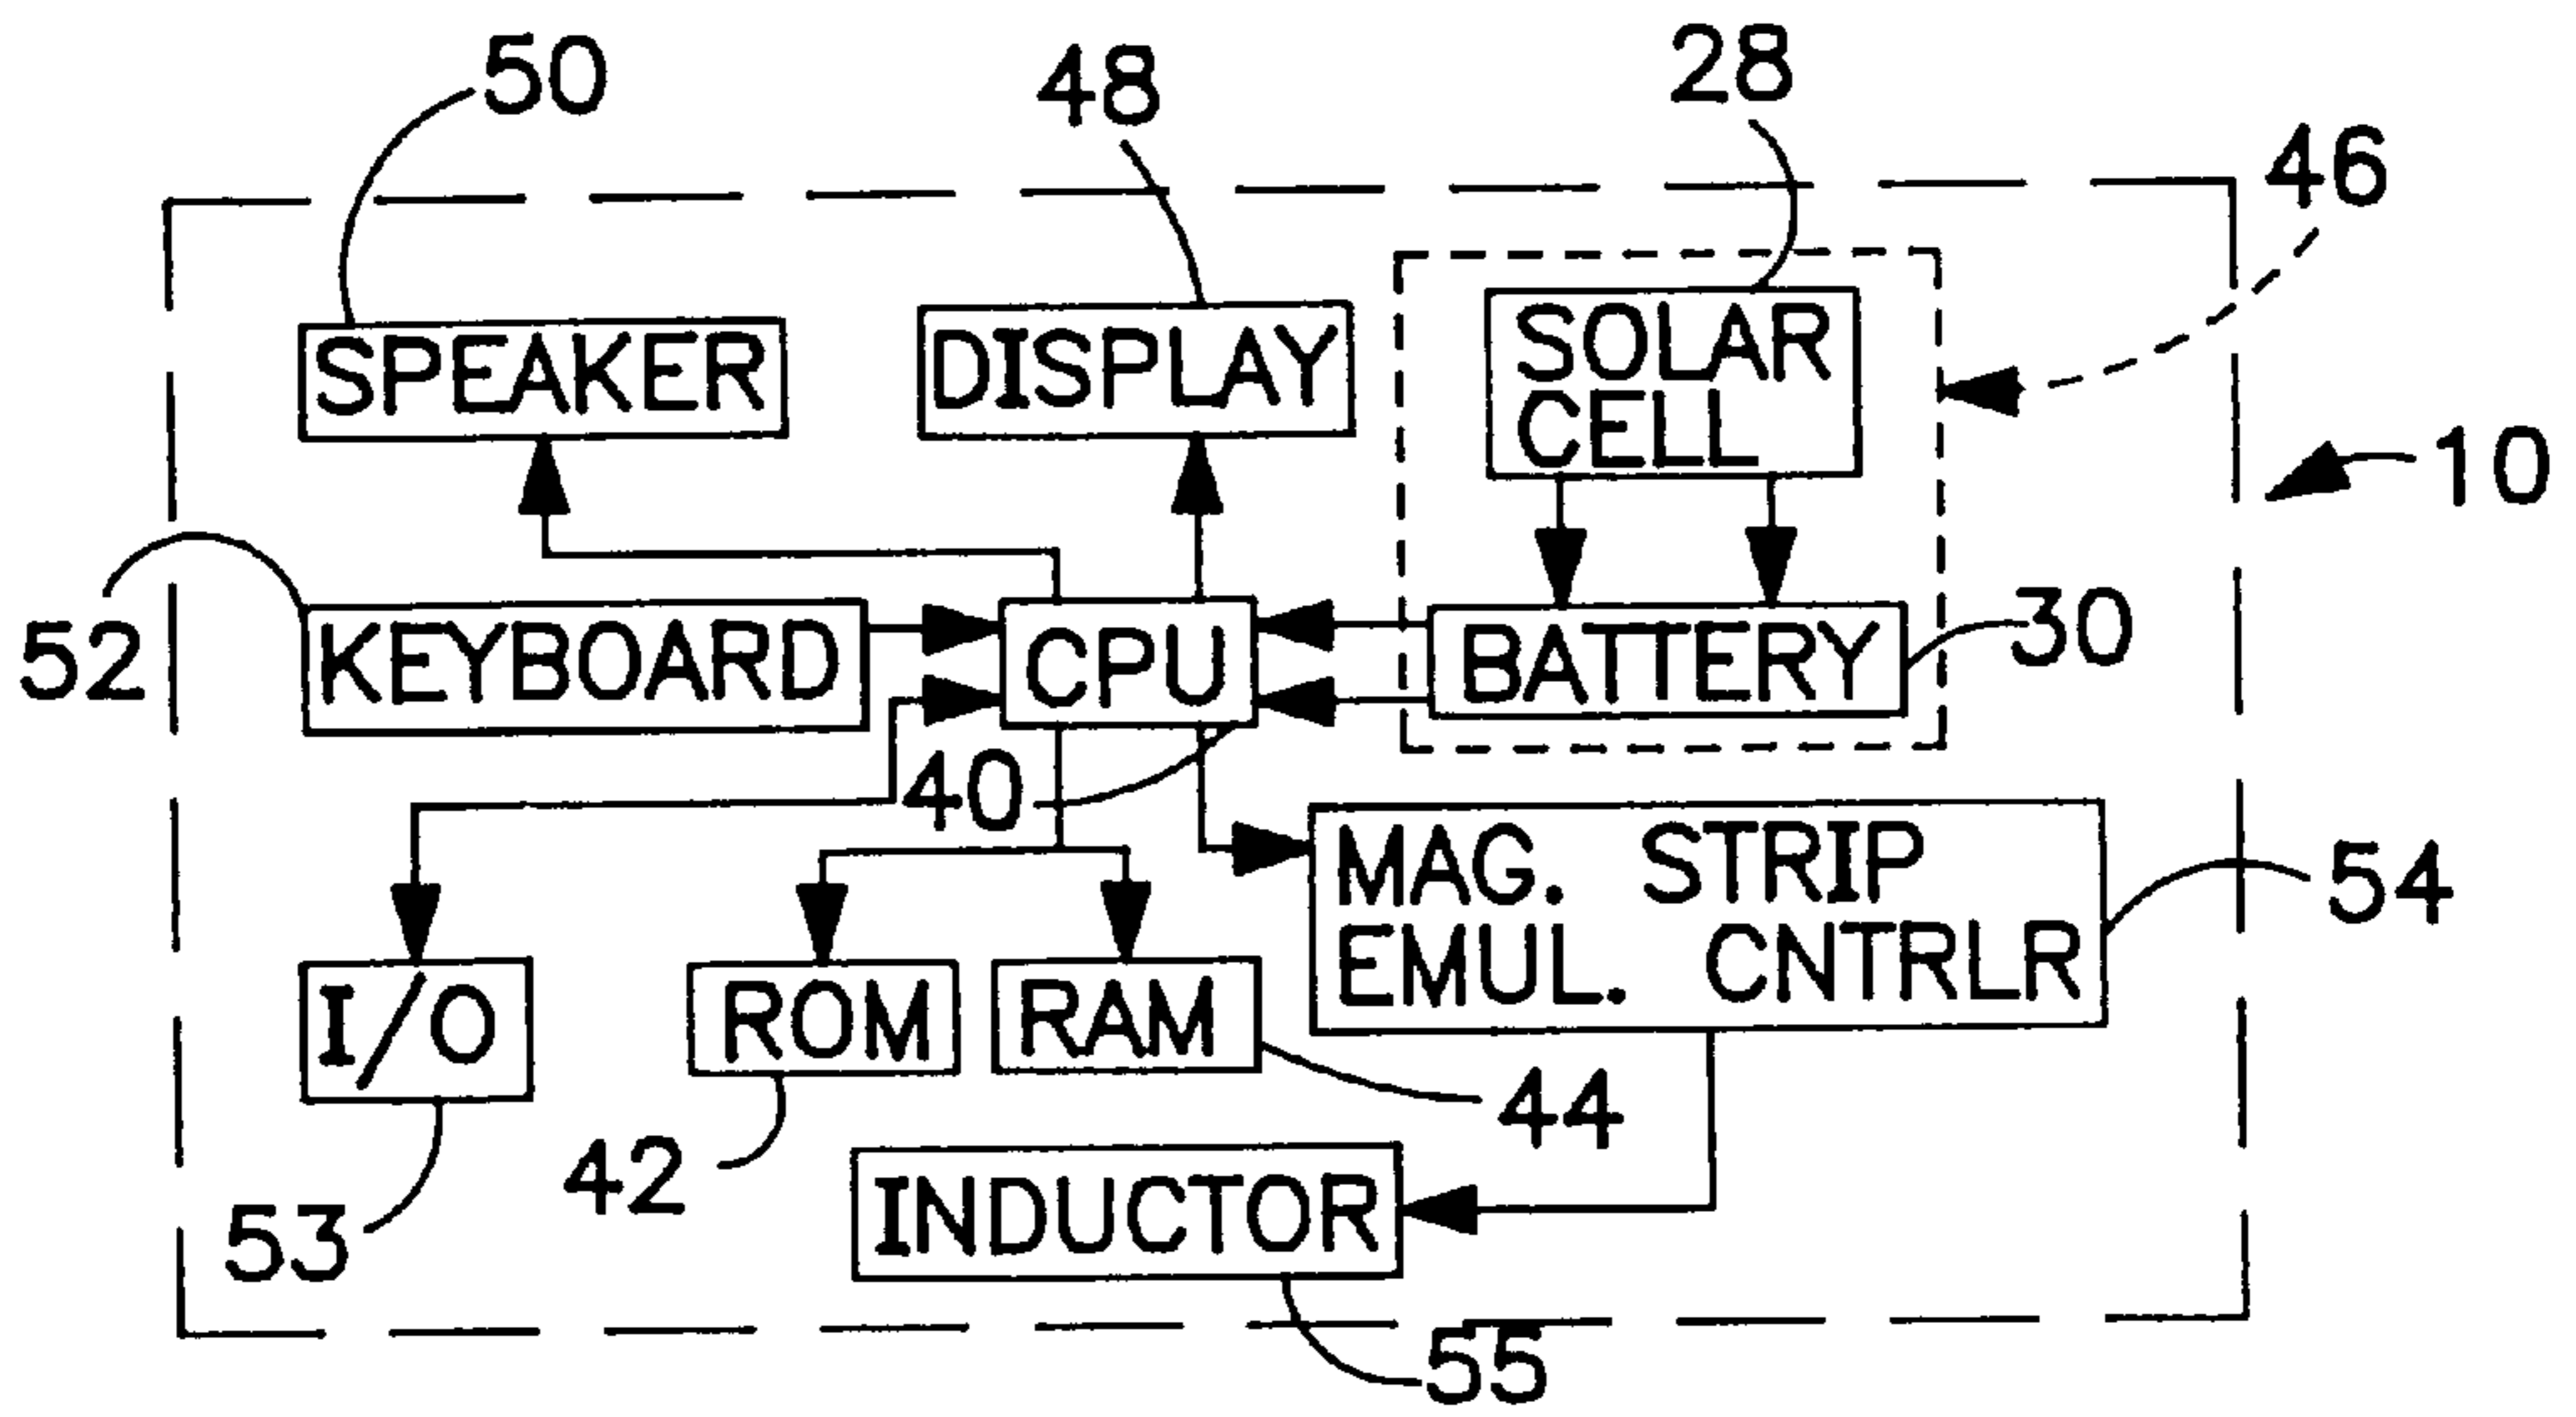 50
48
28
46
SPEAKER
DISPLAY
SOLAR
CELL
10
52
KEYBOARD
CPU
BATTERY
30
40
MAG. STRIP
EMUL. CNTRLR
54
I/O
ROM
RAM
44
42
53
INDUCTOR
55